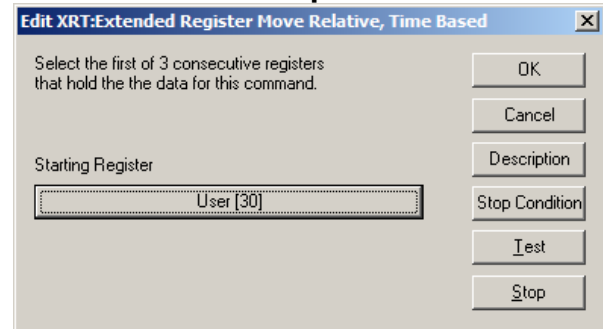 Edit XRT:Extended Register Move Relative, Time Based
Select the first of 3 consecutive registers
that hold the the data for this command.
Starting Register
User [30]
OK
Cancel
Description
Stop Condition
Test
Stop